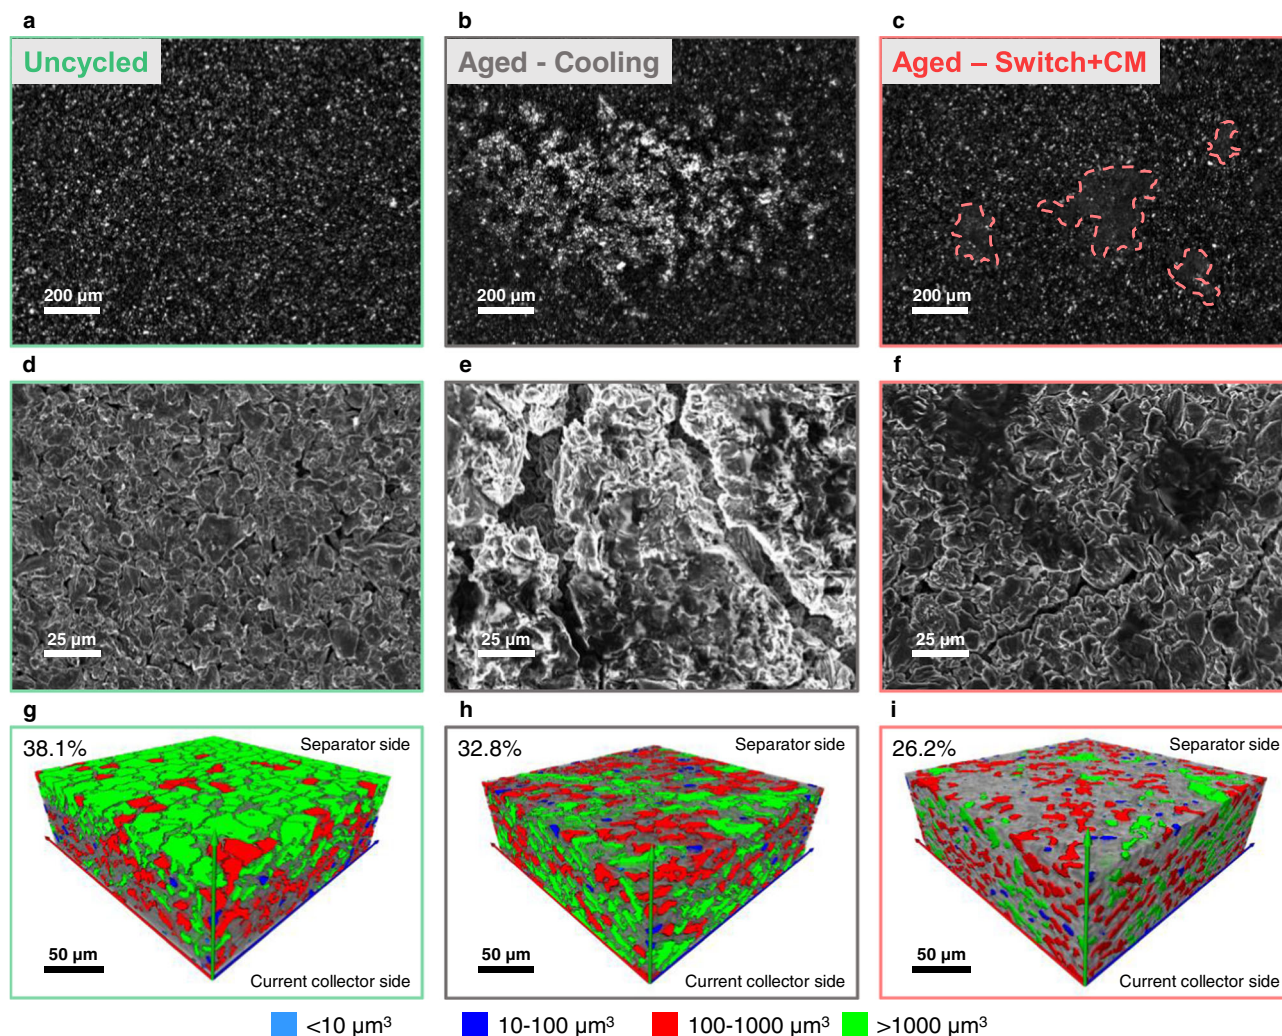 a
b
c
Uncycled
Aged - Cooling
Aged – Switch+CM
200 µm
200 µm
200 µm
d
e
f
25 µm
25 µm
25 µm
g
h
i
38.1%
Separator side
32.8%
Separator side
26.2%
Separator side
50 µm
Current collector side
50 µm
Current collector side
50 µm
Current collector side
<10 µm³
10-100 µm³
100-1000 µm³
>1000 µm³